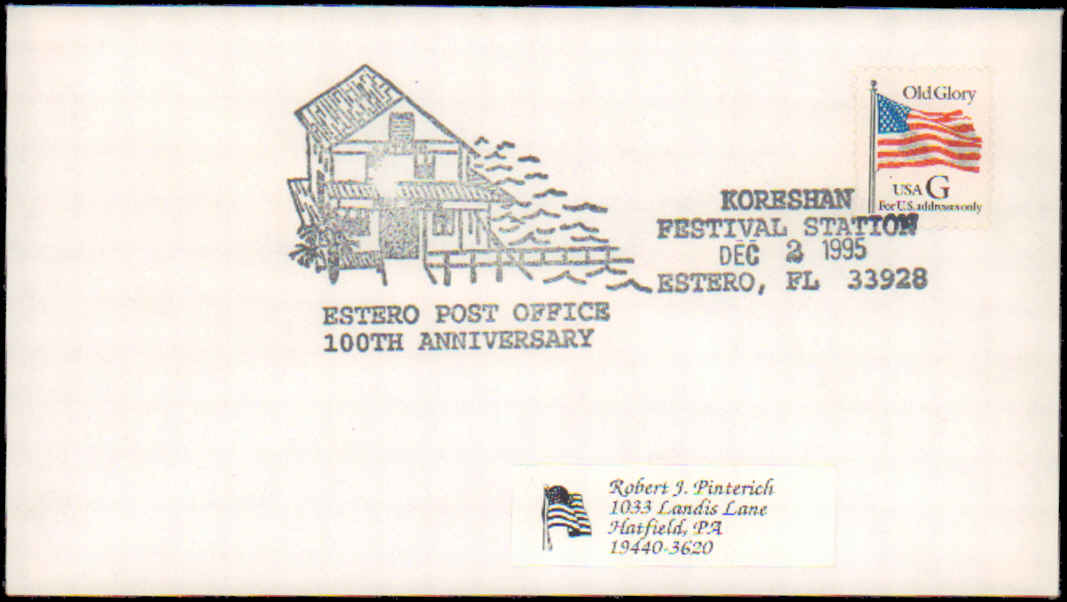 Old Glory
USA G
For U.S. addresses only
KORESHAN
FESTIVAL STATION
DEC 2 1995
ESTERO, FL 33928
ESTERO POST OFFICE
100TH ANNIVERSARY
Robert J. Pinterich
1033 Landis Lane
Hatfield, PA
19440-3620